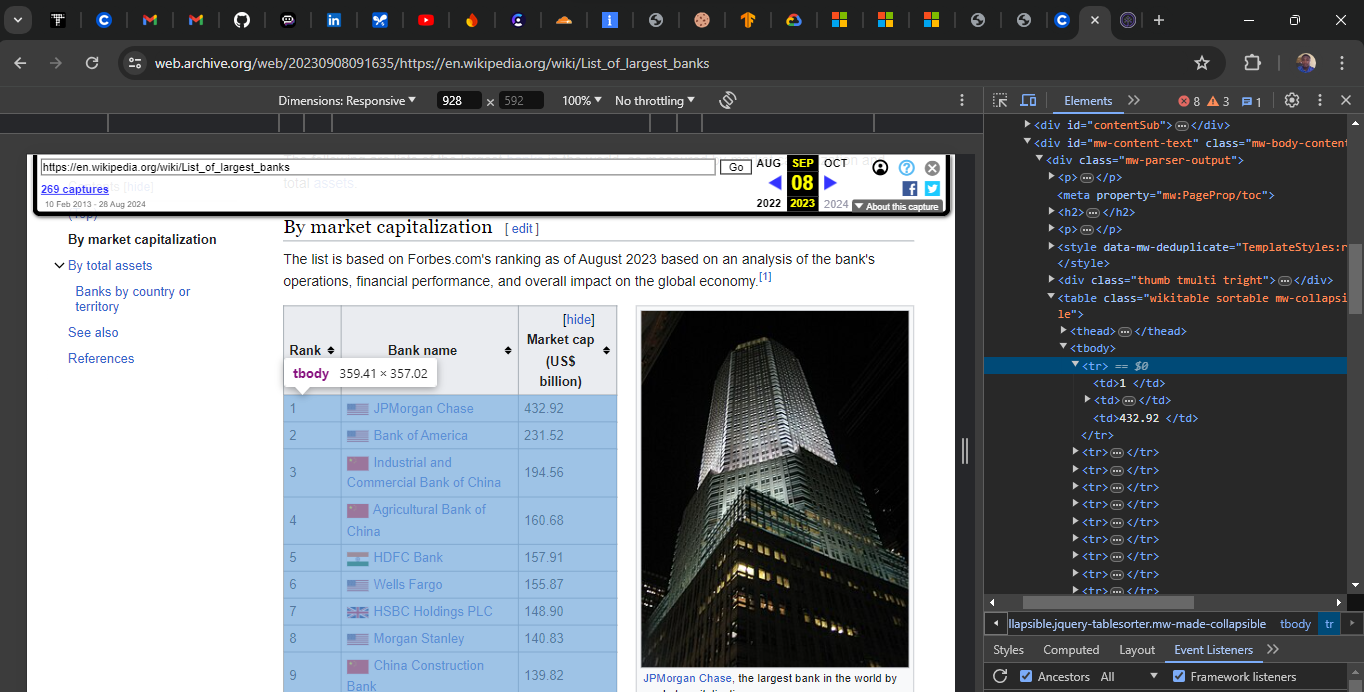 web.archive.org/web/20230908091635/https://en.wikipedia.org/wiki/List_of_largest_banks
Dimensions: Responsive
928
×
592
100%
No throttling
https://en.wikipedia.org/wiki/List_of_largest_banks
Go
AUG
SEP
OCT
269 captures
08
10 Feb 2013 - 28 Aug 2024
2022
2023
2024
About this capture
[hide]
total assets.
(Top)
By market capitalization
By total assets
Banks by country or
territory
See also
References
By market capitalization [ edit ]
The list is based on Forbes.com's ranking as of August 2023 based on an analysis of the bank's
operations, financial performance, and overall impact on the global economy.[1]
Rank
Bank name
[hide]
Market cap
(US$
billion)
tbody 359.41 × 357.02
1 JPMorgan Chase 432.92
2 Bank of America 231.52
3 Industrial and
Commercial Bank of China 194.56
4 Agricultural Bank of
China 160.68
5 HDFC Bank 157.91
6 Wells Fargo 155.87
7 HSBC Holdings PLC 148.90
8 Morgan Stanley 140.83
9 China Construction
Bank 139.82
JPMorgan Chase, the largest bank in the world by
Elements
8
3
1
<div id="contentSub"></div>
<div id="mw-content-text" class="mw-body-content
<div class="mw-parser-output">
<p></p>
<meta property="mw:PageProp/toc">
<h2></h2>
<p></p>
<style data-mw-deduplicate="TemplateStyles:r
</style>
<div class="thumb tmulti tright"></div>
<table class="wikitable sortable mw-collapsi
le">
<thead></thead>
<tbody>
<tr> == $0
<td>1 </td>
<td></td>
<td>432.92 </td>
</tr>
<tr></tr>
<tr></tr>
<tr></tr>
<tr></tr>
<tr></tr>
<tr></tr>
<tr></tr>
<tr></tr>
<tr></tr>
llapsible.jquery-tablesorter.mw-made-collapsible tbody tr
Styles Computed Layout Event Listeners
Ancestors All Framework listeners